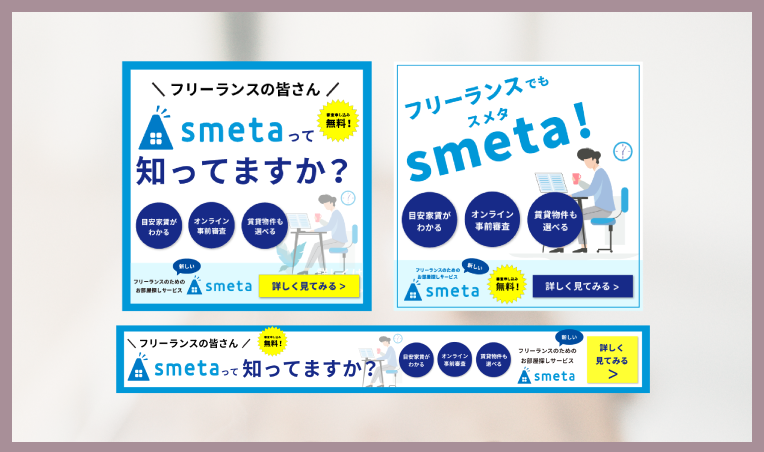 ＼ フリーランスの皆さん ／
審査申し込み
無料!
smetaって
知ってますか？
目安家賃が
わかる
オンライン
事前審査
賃貸物件も
選べる
新しい
フリーランスのための
お部屋探しサービス
smeta
詳しく見てみる >
フリーランスでも
スメタ
smeta!
目安家賃が
わかる
オンライン
事前審査
賃貸物件も
選べる
フリーランスのための
お部屋探しサービス
新しい
smeta
審査申し込み
無料!
詳しく見てみる >
＼ フリーランスの皆さん ／
審査申し込み
無料!
smetaって 知ってますか？
目安家賃が
わかる
オンライン
事前審査
賃貸物件も
選べる
新しい
フリーランスのための
お部屋探しサービス
smeta
詳しく
見てみる
>